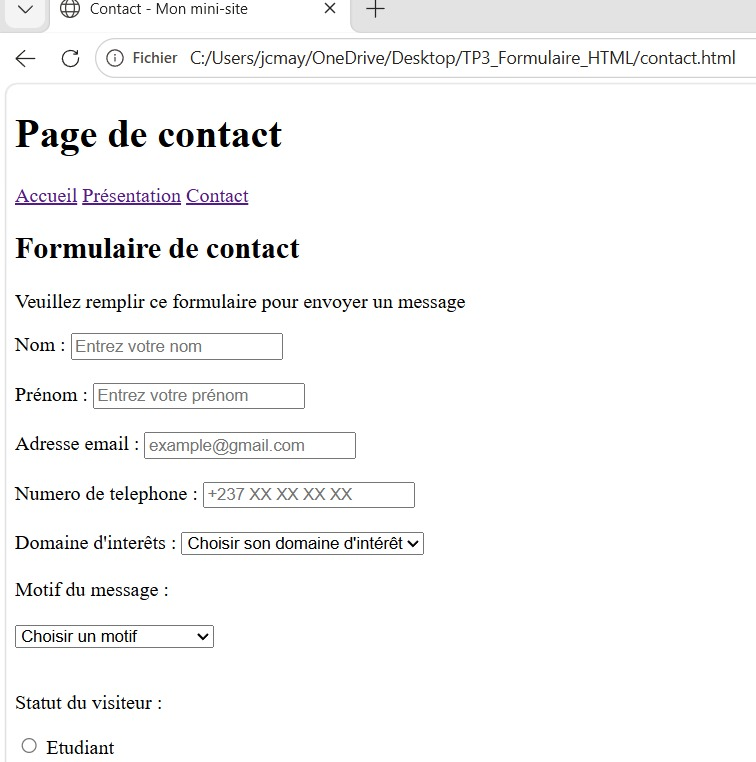 Contact - Mon mini-site
Fichier C:/Users/jcmay/OneDrive/Desktop/TP3_Formulaire_HTML/contact.html
Page de contact
Accueil Présentation Contact
Formulaire de contact
Veuillez remplir ce formulaire pour envoyer un message
Nom : Entrez votre nom
Prénom : Entrez votre prénom
Adresse email : example@gmail.com
Numero de telephone : +237 XX XX XX XX
Domaine d'interêts : Choisir son domaine d'intérêt
Motif du message :
Choisir un motif
Statut du visiteur :
Etudiant